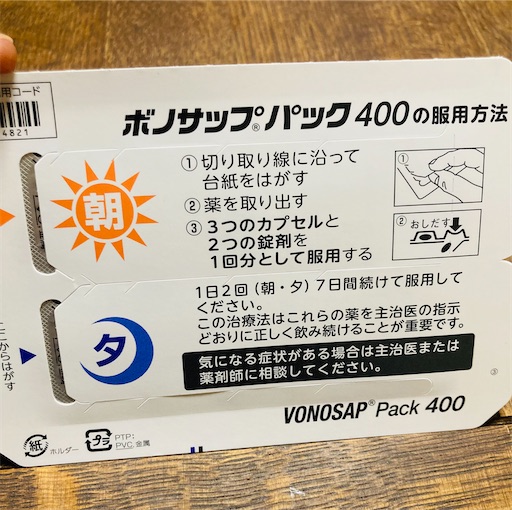 用コード
4821
ボノサップ®パック400の服用方法
朝
①切り取り線に沿って
台紙をはがす
②薬を取り出す
③3つのカプセルと
2つの錠剤を
1回分として服用する
①
②
おしだす
1日2回(朝・夕)7日間続けて服用して
ください。
この治療法はこれらの薬を主治医の指示
どおりに正しく飲み続けることが重要です。
夕
気になる症状がある場合は主治医または
薬剤師に相談してください。
からはがす
③
VONOSAP® Pack 400
紙
ホルダー
プラ
PTP:
PVC,金属